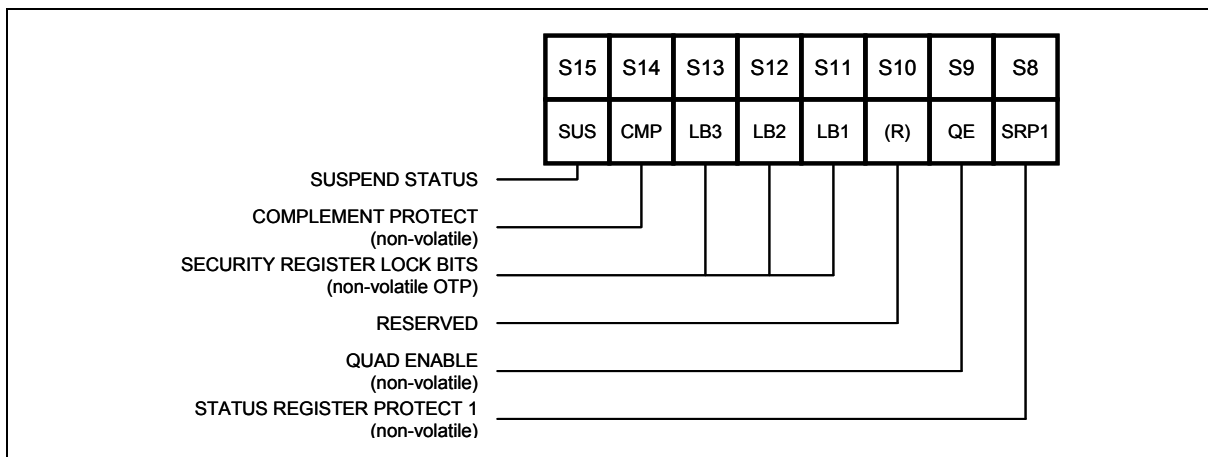 S15 S14 S13 S12 S11 S10 S9 S8
SUS CMP LB3 LB2 LB1 (R) QE SRP1
SUSPEND STATUS
COMPLEMENT PROTECT
(non-volatile)
SECURITY REGISTER LOCK BITS
(non-volatile OTP)
RESERVED
QUAD ENABLE
(non-volatile)
STATUS REGISTER PROTECT 1
(non-volatile)